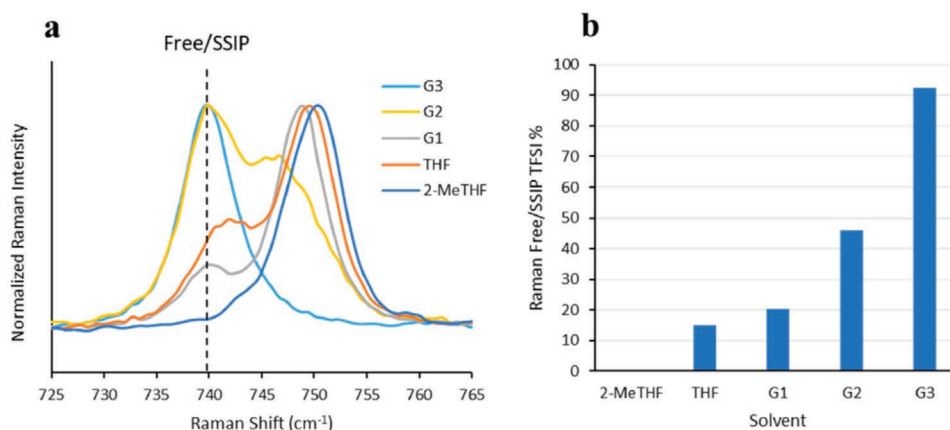 a
Free/SSIP
G3
G2
G1
THF
2-MeTHF
Normalized Raman Intensity
725 730 735 740 745 750 755 760 765
Raman Shift (cm⁻¹)
b
100
90
80
70
60
50
40
30
20
10
0
Raman Free/SSIP TFSI %
2-MeTHF THF G1 G2 G3
Solvent